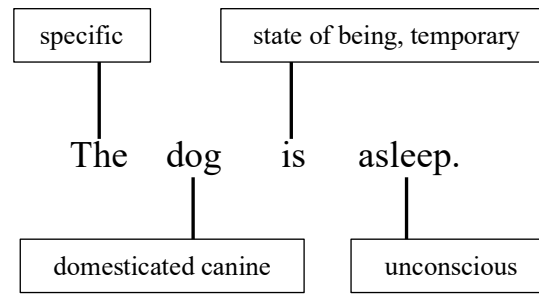 specific
state of being, temporary
The dog is asleep.
domesticated canine
unconscious